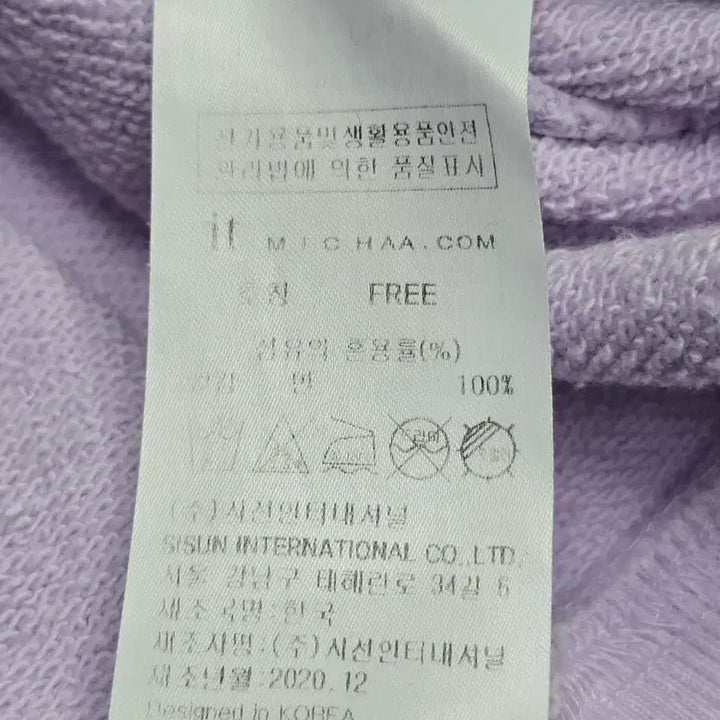 전기용품및생활용품안전
관리법에 의한 품질표시
it MICHAA.COM
호칭 FREE
섬유의 혼용률(%)
겉감 면 100%
(주)시선인터내셔널
SISUN INTERNATIONAL CO.,LTD.
서울 강남구 테헤란로 34길 6
제조국명:한국
제조자명:(주)시선인터내셔널
제조년월:2020.12
Designed in KOREA